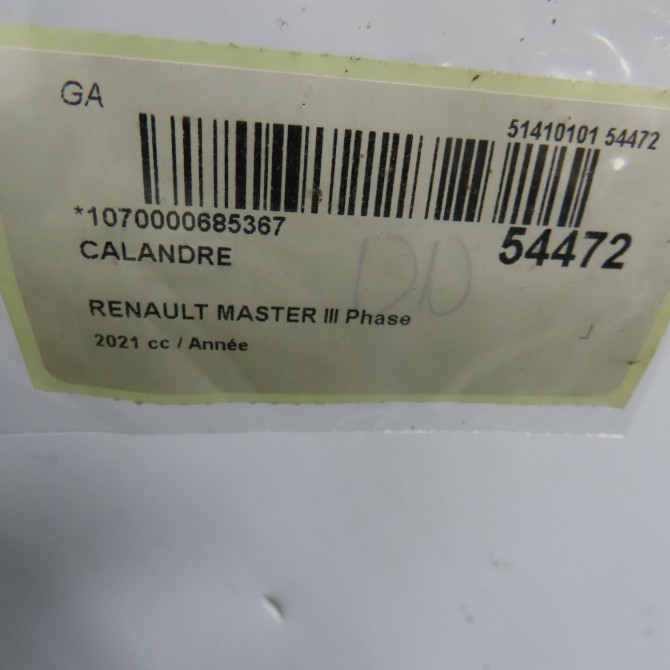 GA
51410101 54472
*1070000685367
54472
CALANDRE
RENAULT MASTER III Phase
2021 cc / Année